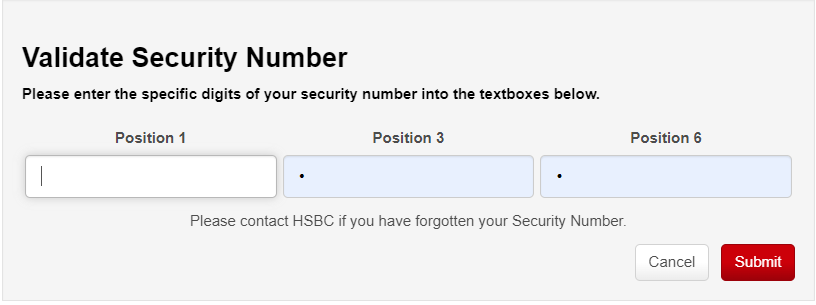 Validate Security Number
Please enter the specific digits of your security number into the textboxes below.
Position 1 Position 3 Position 6
• •
Please contact HSBC if you have forgotten your Security Number.
Cancel Submit